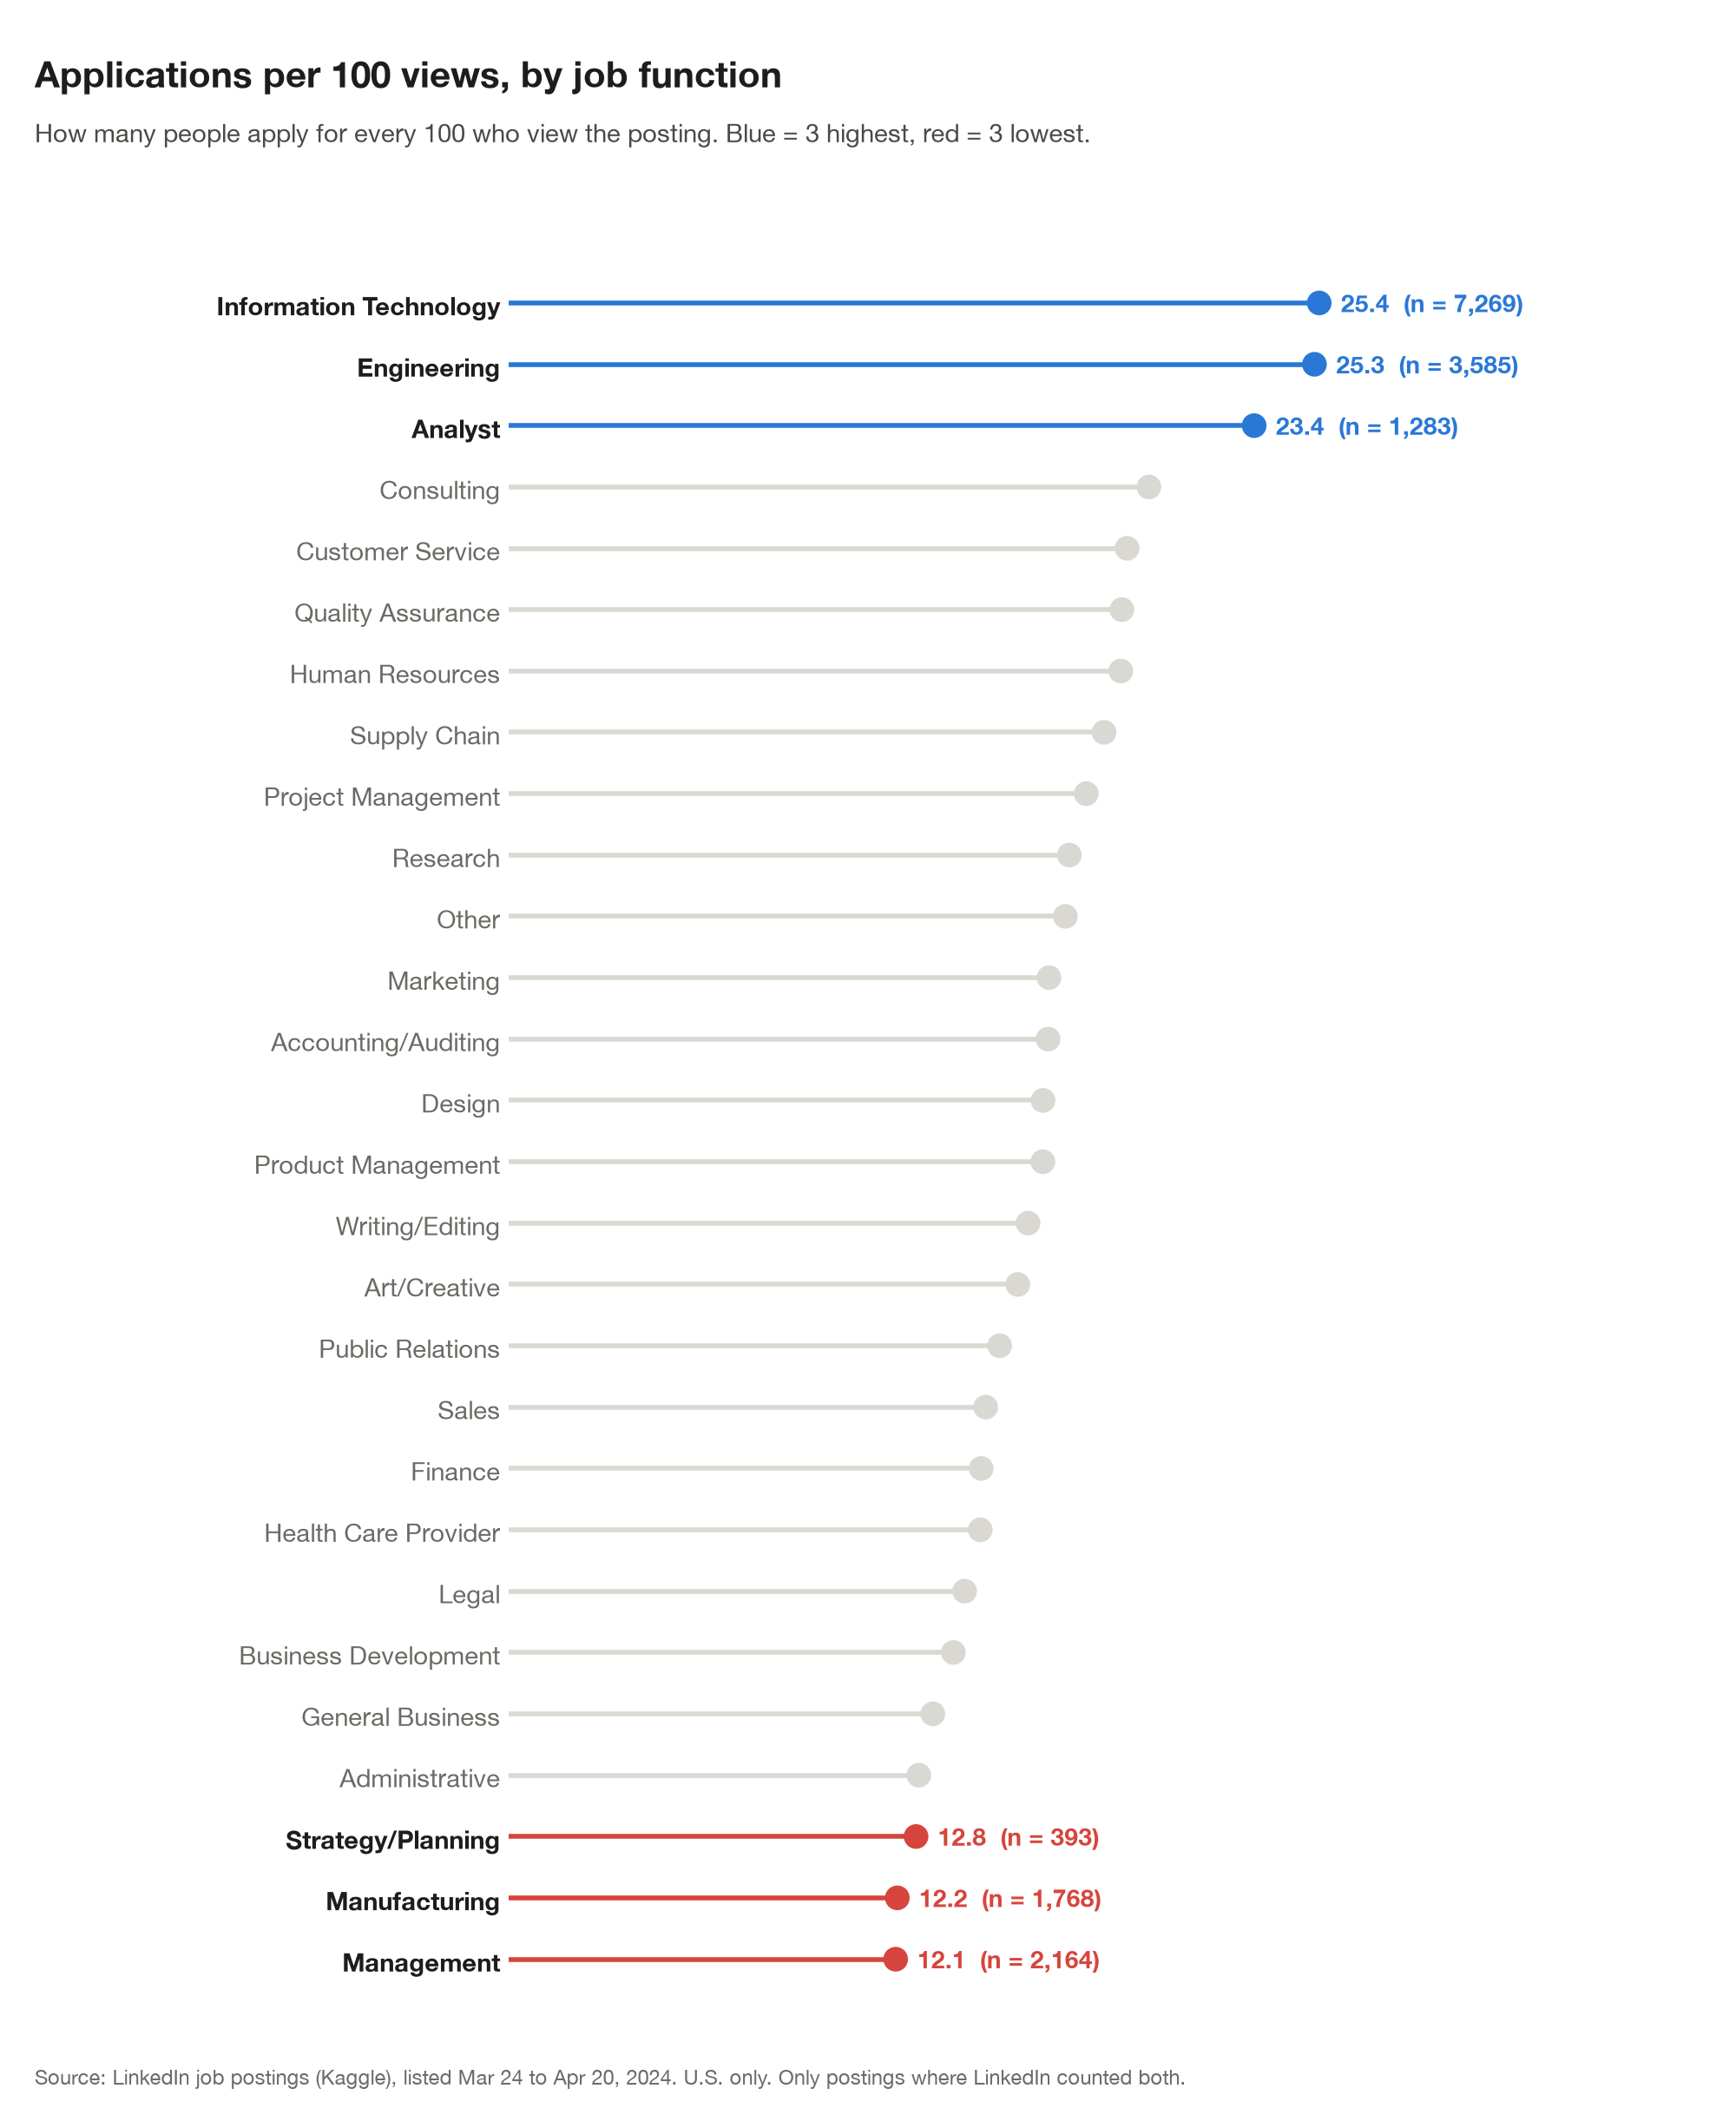 Applications per 100 views, by job function
How many people apply for every 100 who view the posting. Blue = 3 highest, red = 3 lowest.
Information Technology 25.4 (n = 7,269)
Engineering 25.3 (n = 3,585)
Analyst 23.4 (n = 1,283)
Consulting
Customer Service
Quality Assurance
Human Resources
Supply Chain
Project Management
Research
Other
Marketing
Accounting/Auditing
Design
Product Management
Writing/Editing
Art/Creative
Public Relations
Sales
Finance
Health Care Provider
Legal
Business Development
General Business
Administrative
Strategy/Planning 12.8 (n = 393)
Manufacturing 12.2 (n = 1,768)
Management 12.1 (n = 2,164)
Source: LinkedIn job postings (Kaggle), listed Mar 24 to Apr 20, 2024. U.S. only. Only postings where LinkedIn counted both.